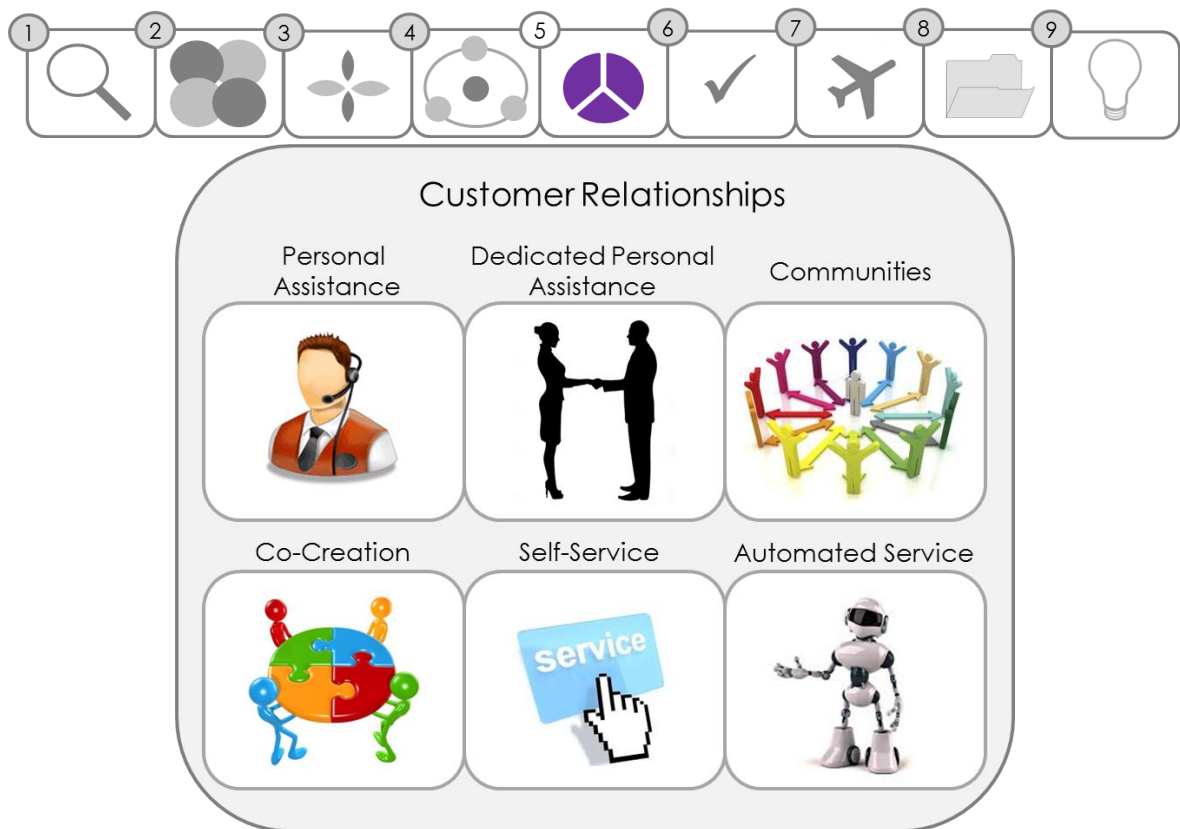 1 2 3 4 5 6 7 8 9
Customer Relationships
Personal
Assistance
Dedicated Personal
Assistance
Communities
Co-Creation
Self-Service
Automated Service
service